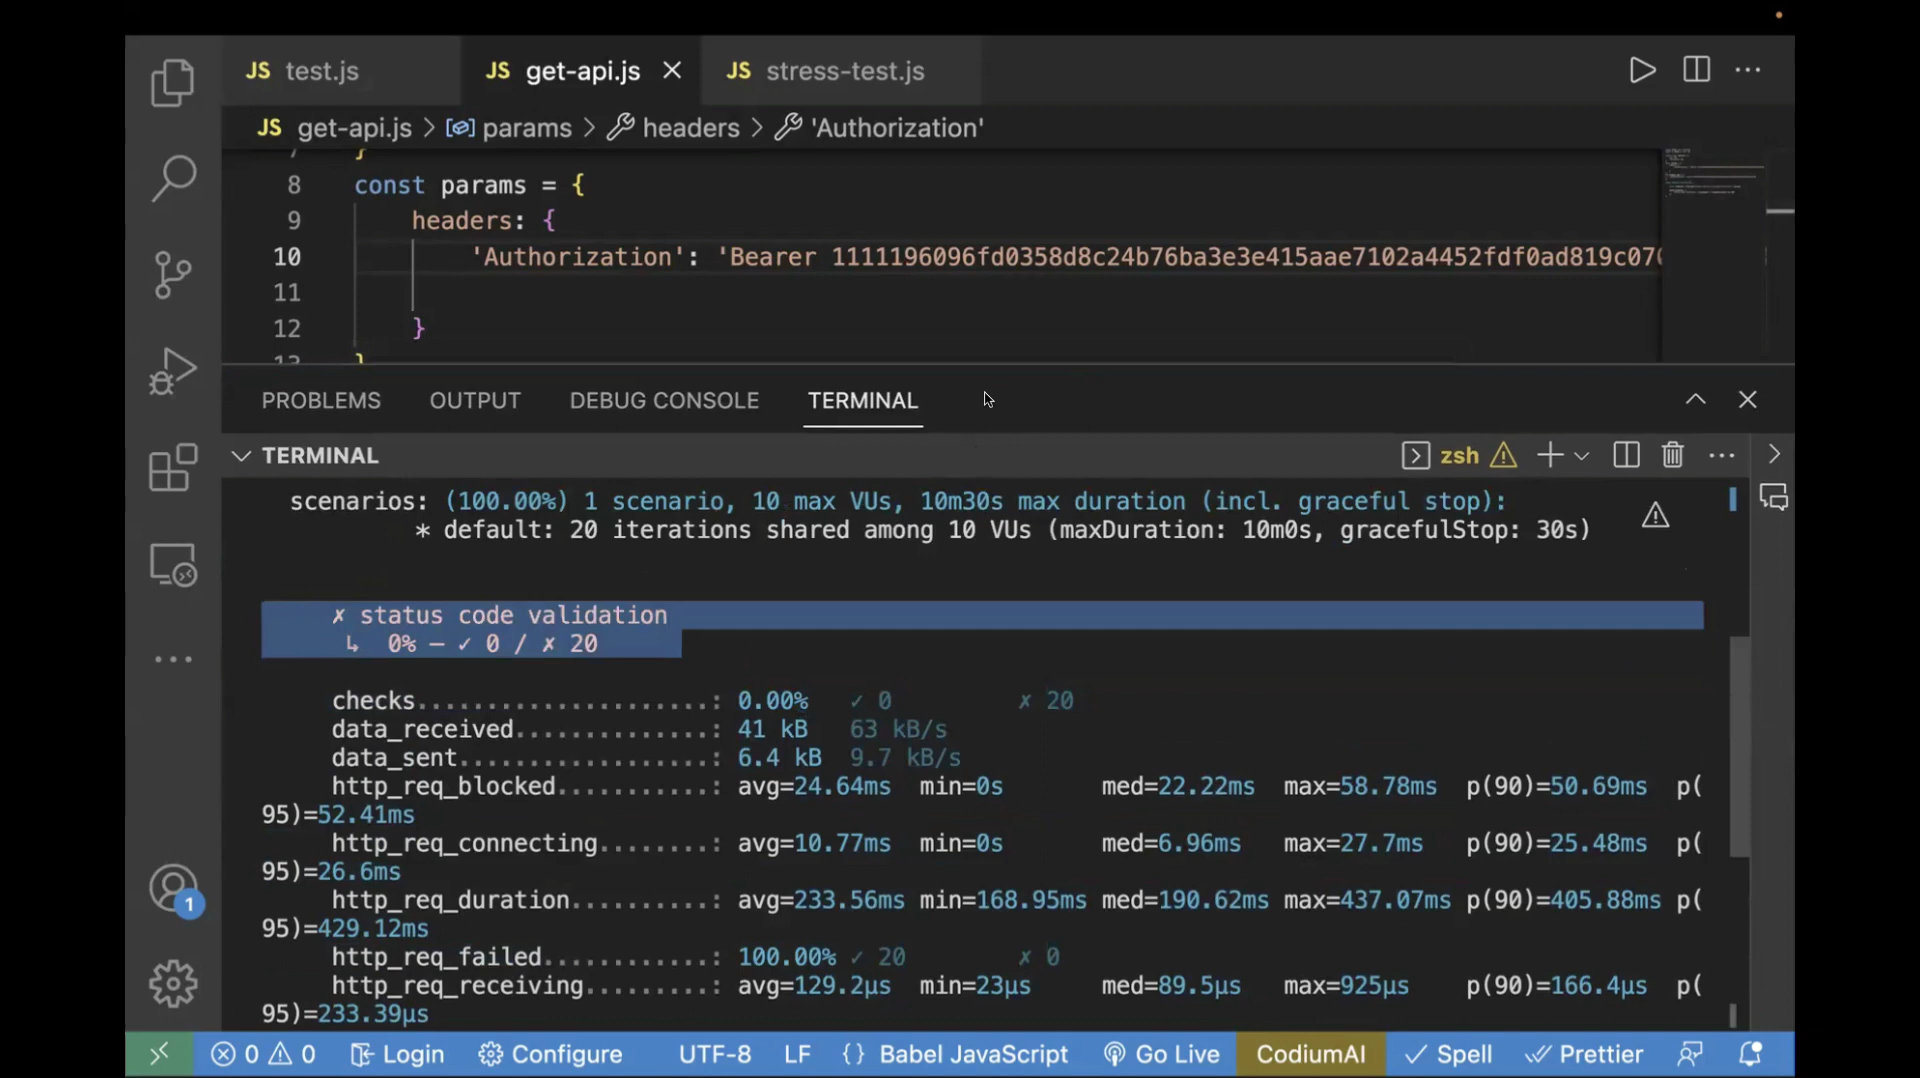 JS test.js JS get-api.js JS stress-test.js
JS get-api.js > params > headers > 'Authorization'
7 }
8 const params = {
9 headers: {
10 'Authorization': 'Bearer 1111196096fd0358d8c24b76ba3e3e415aae7102a4452fdf0ad819c070
11
12 }
13 }
PROBLEMS OUTPUT DEBUG CONSOLE TERMINAL
TERMINAL zsh
scenarios: (100.00%) 1 scenario, 10 max VUs, 10m30s max duration (incl. graceful stop):
* default: 20 iterations shared among 10 VUs (maxDuration: 10m0s, gracefulStop: 30s)
✗ status code validation
↳ 0% — ✓ 0 / ✗ 20
checks.....................: 0.00% ✓ 0 ✗ 20
data_received..............: 41 kB 63 kB/s
data_sent..................: 6.4 kB 9.7 kB/s
http_req_blocked...........: avg=24.64ms min=0s med=22.22ms max=58.78ms p(90)=50.69ms p(
95)=52.41ms
http_req_connecting........: avg=10.77ms min=0s med=6.96ms max=27.7ms p(90)=25.48ms p(
95)=26.6ms
http_req_duration..........: avg=233.56ms min=168.95ms med=190.62ms max=437.07ms p(90)=405.88ms p(
95)=429.12ms
http_req_failed............: 100.00% ✓ 20 ✗ 0
http_req_receiving.........: avg=129.2µs min=23µs med=89.5µs max=925µs p(90)=166.4µs p(
95)=233.39µs
1
0 0 Login Configure UTF-8 LF {} Babel JavaScript Go Live CodiumAI Spell Prettier